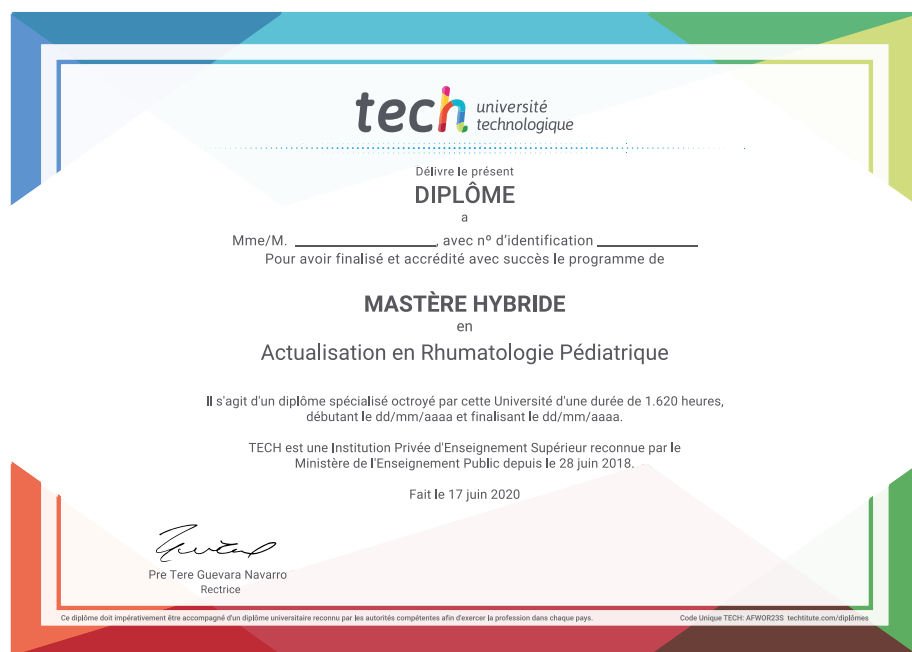 tech université
technologique
Délivre le présent
DIPLÔME
a
Mme/M. ____________________, avec nº d'identification ______________
Pour avoir finalisé et accrédité avec succès le programme de
MASTÈRE HYBRIDE
en
Actualisation en Rhumatologie Pédiatrique
Il s'agit d'un diplôme spécialisé octroyé par cette Université d'une durée de 1.620 heures,
débutant le dd/mm/aaaa et finalisant le dd/mm/aaaa.
TECH est une Institution Privée d'Enseignement Supérieur reconnue par le
Ministère de l'Enseignement Public depuis le 28 juin 2018.
Fait le 17 juin 2020
Pre Tere Guevara Navarro
Rectrice
Ce diplôme doit impérativement être accompagné d'un diplôme universitaire reconnu par les autorités compétentes afin d'exercer la profession dans chaque pays. Code Unique TECH: AFWOR23S techtitute.com/diplômes